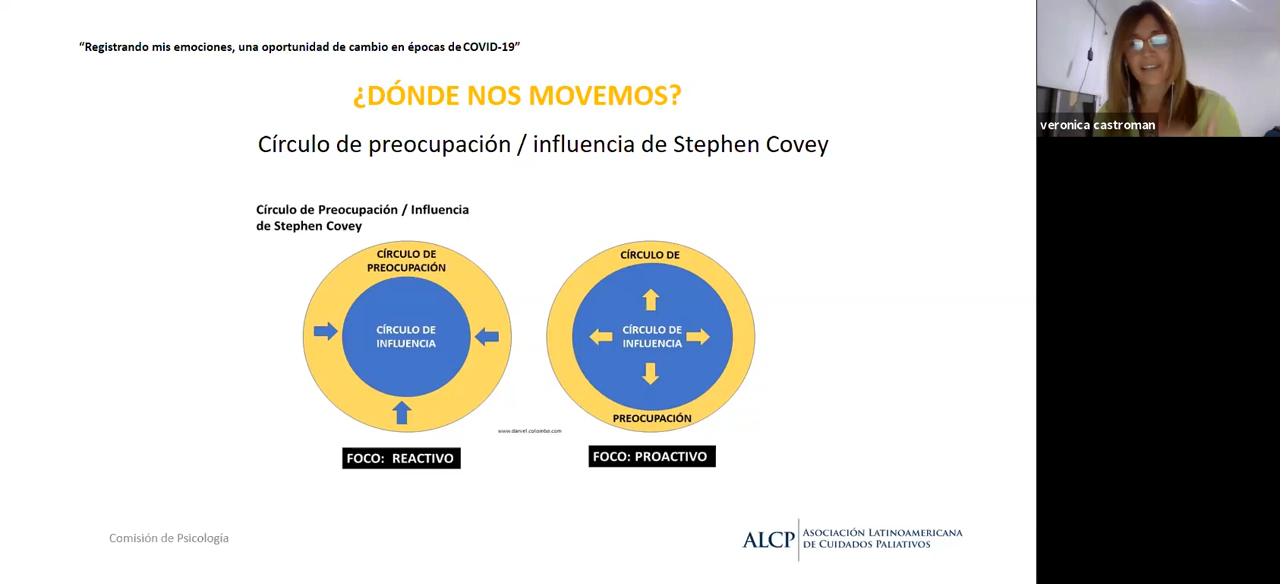 “Registrando mis emociones, una oportunidad de cambio en épocas de COVID-19”
¿DÓNDE NOS MOVEMOS?
Círculo de preocupación / influencia de Stephen Covey
Círculo de Preocupación / Influencia
de Stephen Covey
CÍRCULO DE
PREOCUPACIÓN
CÍRCULO DE
INFLUENCIA
FOCO: REACTIVO
CÍRCULO DE
CÍRCULO DE
INFLUENCIA
PREOCUPACIÓN
FOCO: PROACTIVO
www.daniel.colombo.com
Comisión de Psicología
ALCP
ASOCIACIÓN LATINOAMERICANA
DE CUIDADOS PALIATIVOS
veronica castroman